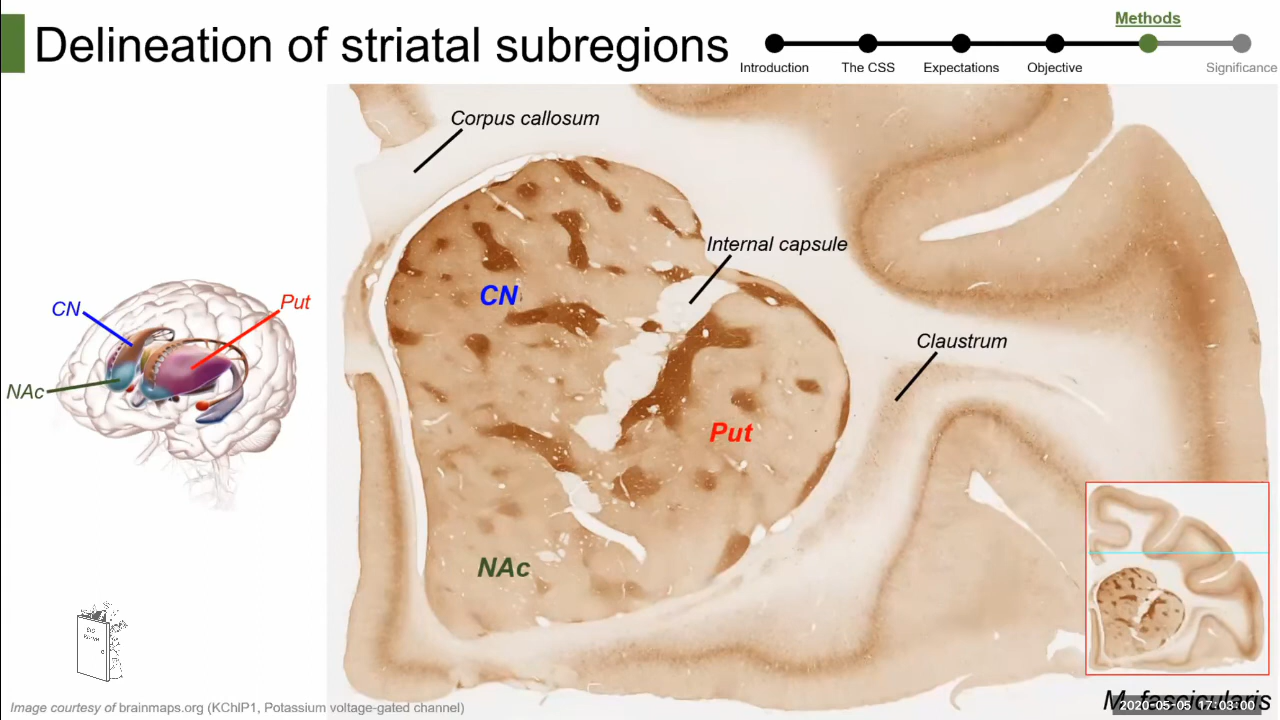 Delineation of striatal subregions
Methods
Introduction
The CSS
Expectations
Objective
Significance
Corpus callosum
Internal capsule
CN
Claustrum
Put
NAc
CN
Put
NAc
Image courtesy of brainmaps.org (KChIP1, Potassium voltage-gated channel)
M. fascicularis
2020-05-05 17:03:00